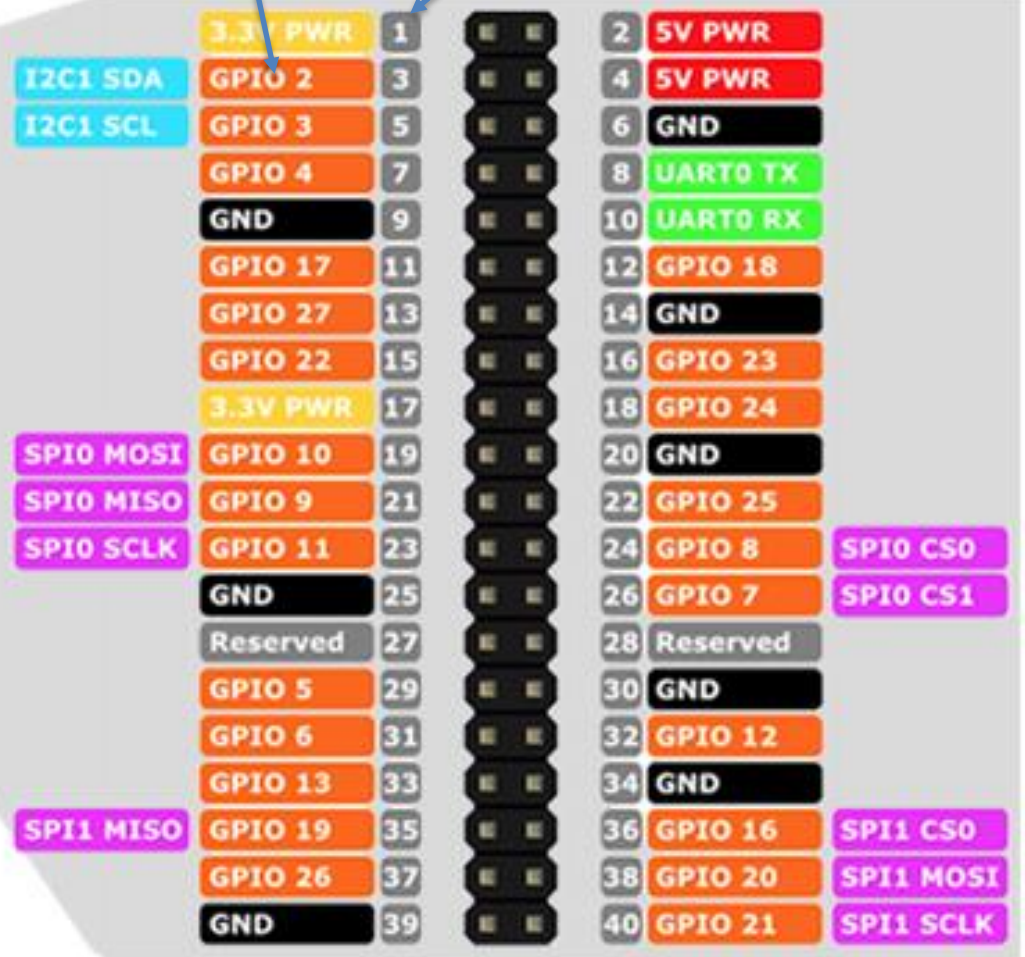 3.3V PWR 1 2 5V PWR
I2C1 SDA GPIO 2 3 4 5V PWR
I2C1 SCL GPIO 3 5 6 GND
GPIO 4 7 8 UART0 TX
GND 9 10 UART0 RX
GPIO 17 11 12 GPIO 18
GPIO 27 13 14 GND
GPIO 22 15 16 GPIO 23
3.3V PWR 17 18 GPIO 24
SPI0 MOSI GPIO 10 19 20 GND
SPI0 MISO GPIO 9 21 22 GPIO 25
SPI0 SCLK GPIO 11 23 24 GPIO 8 SPI0 CS0
GND 25 26 GPIO 7 SPI0 CS1
Reserved 27 28 Reserved
GPIO 5 29 30 GND
GPIO 6 31 32 GPIO 12
GPIO 13 33 34 GND
SPI1 MISO GPIO 19 35 36 GPIO 16 SPI1 CS0
GPIO 26 37 38 GPIO 20 SPI1 MOSI
GND 39 40 GPIO 21 SPI1 SCLK